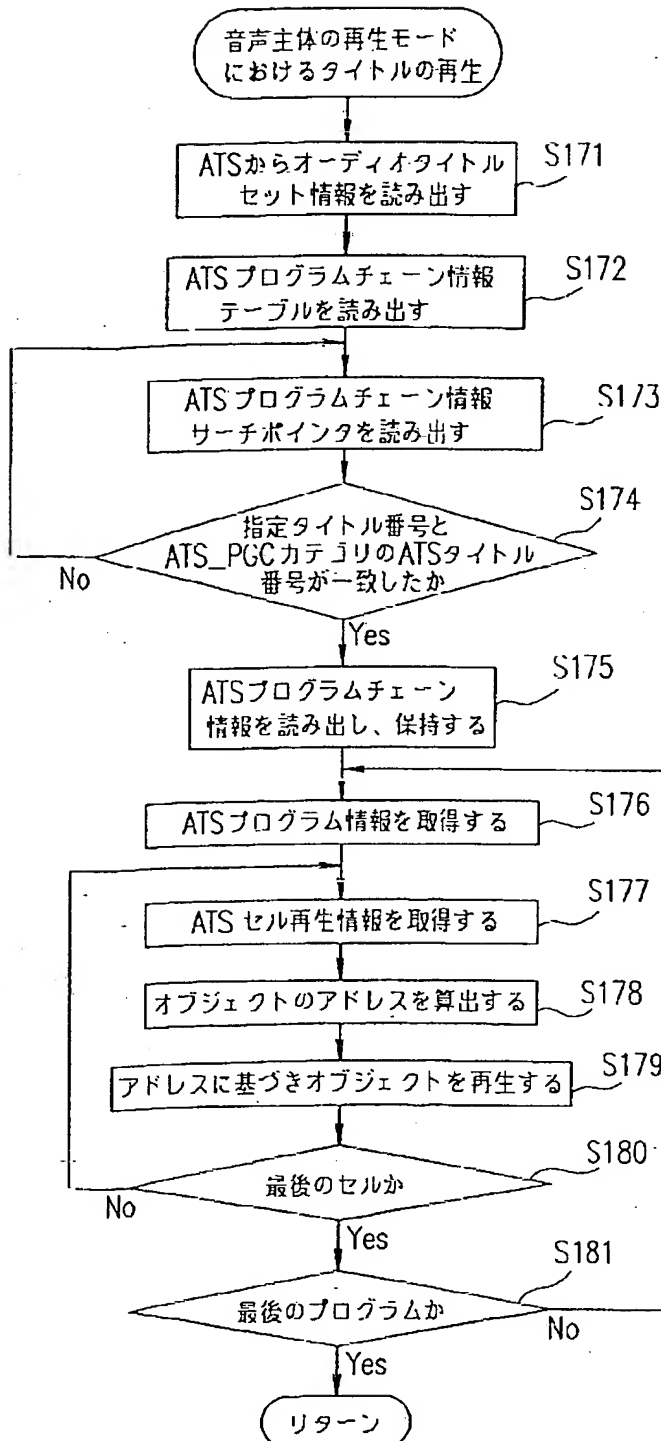 音声主体の再生モード
におけるタイトルの再生
ATSからオーディオタイトル
セット情報を読み出す
S171
ATSプログラムチェーン情報
テーブルを読み出す
S172
ATSプログラムチェーン情報
サーチポインタを読み出す
S173
指定タイトル番号と
ATS_PGCカテゴリのATSタイトル
番号が一致したか
S174
No
Yes
ATSプログラムチェーン
情報を読み出し、保持する
S175
ATSプログラム情報を取得する
S176
ATSセル再生情報を取得する
S177
オブジェクトのアドレスを算出する
S178
アドレスに基づきオブジェクトを再生する
S179
最後のセルか
S180
No
Yes
最後のプログラムか
S181
No
Yes
リターン